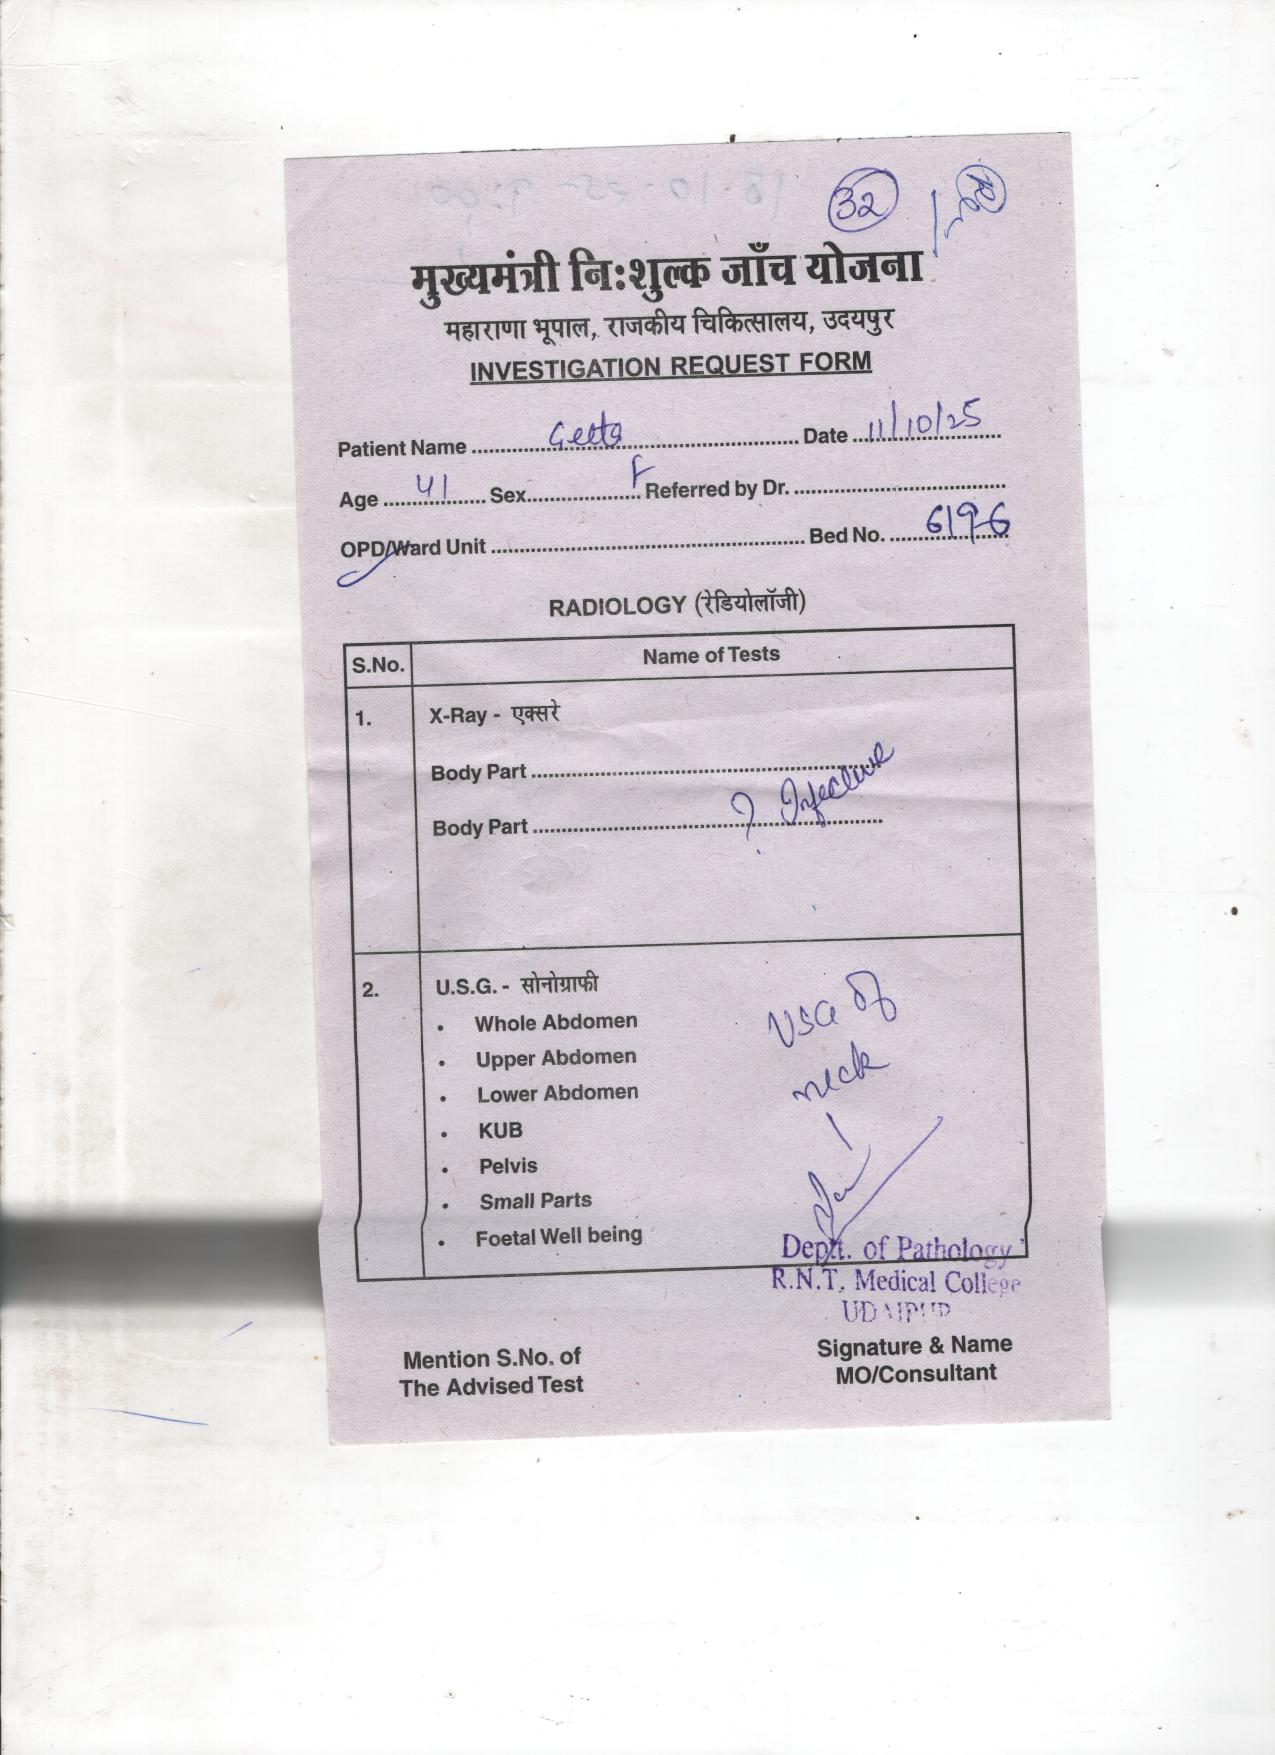 32
मुख्यमंत्री नि:शुल्क जाँच योजना
महाराणा भूपाल, राजकीय चिकित्सालय, उदयपुर
INVESTIGATION REQUEST FORM
Patient Name Geeta Date 11/10/25
Age 41 Sex F Referred by Dr.
OPD/Ward Unit Bed No. 6196
RADIOLOGY (रेडियोलॉजी)
S.No. Name of Tests
1. X-Ray - एक्सरे
Body Part
Body Part ? Infective
2. U.S.G. - सोनोग्राफी
• Whole Abdomen
• Upper Abdomen
• Lower Abdomen
• KUB
• Pelvis
• Small Parts
• Foetal Well being
USG of
neck
Deptt. of Pathology
R.N.T. Medical College
UDAIPUR
Mention S.No. of
The Advised Test
Signature & Name
MO/Consultant